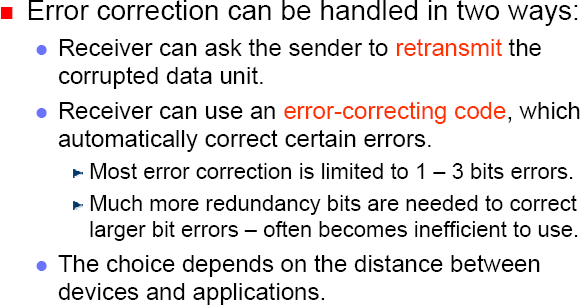 Error correction can be handled in two ways:
Receiver can ask the sender to retransmit the
corrupted data unit.
Receiver can use an error-correcting code, which
automatically correct certain errors.
Most error correction is limited to 1 – 3 bits errors.
Much more redundancy bits are needed to correct
larger bit errors – often becomes inefficient to use.
The choice depends on the distance between
devices and applications.